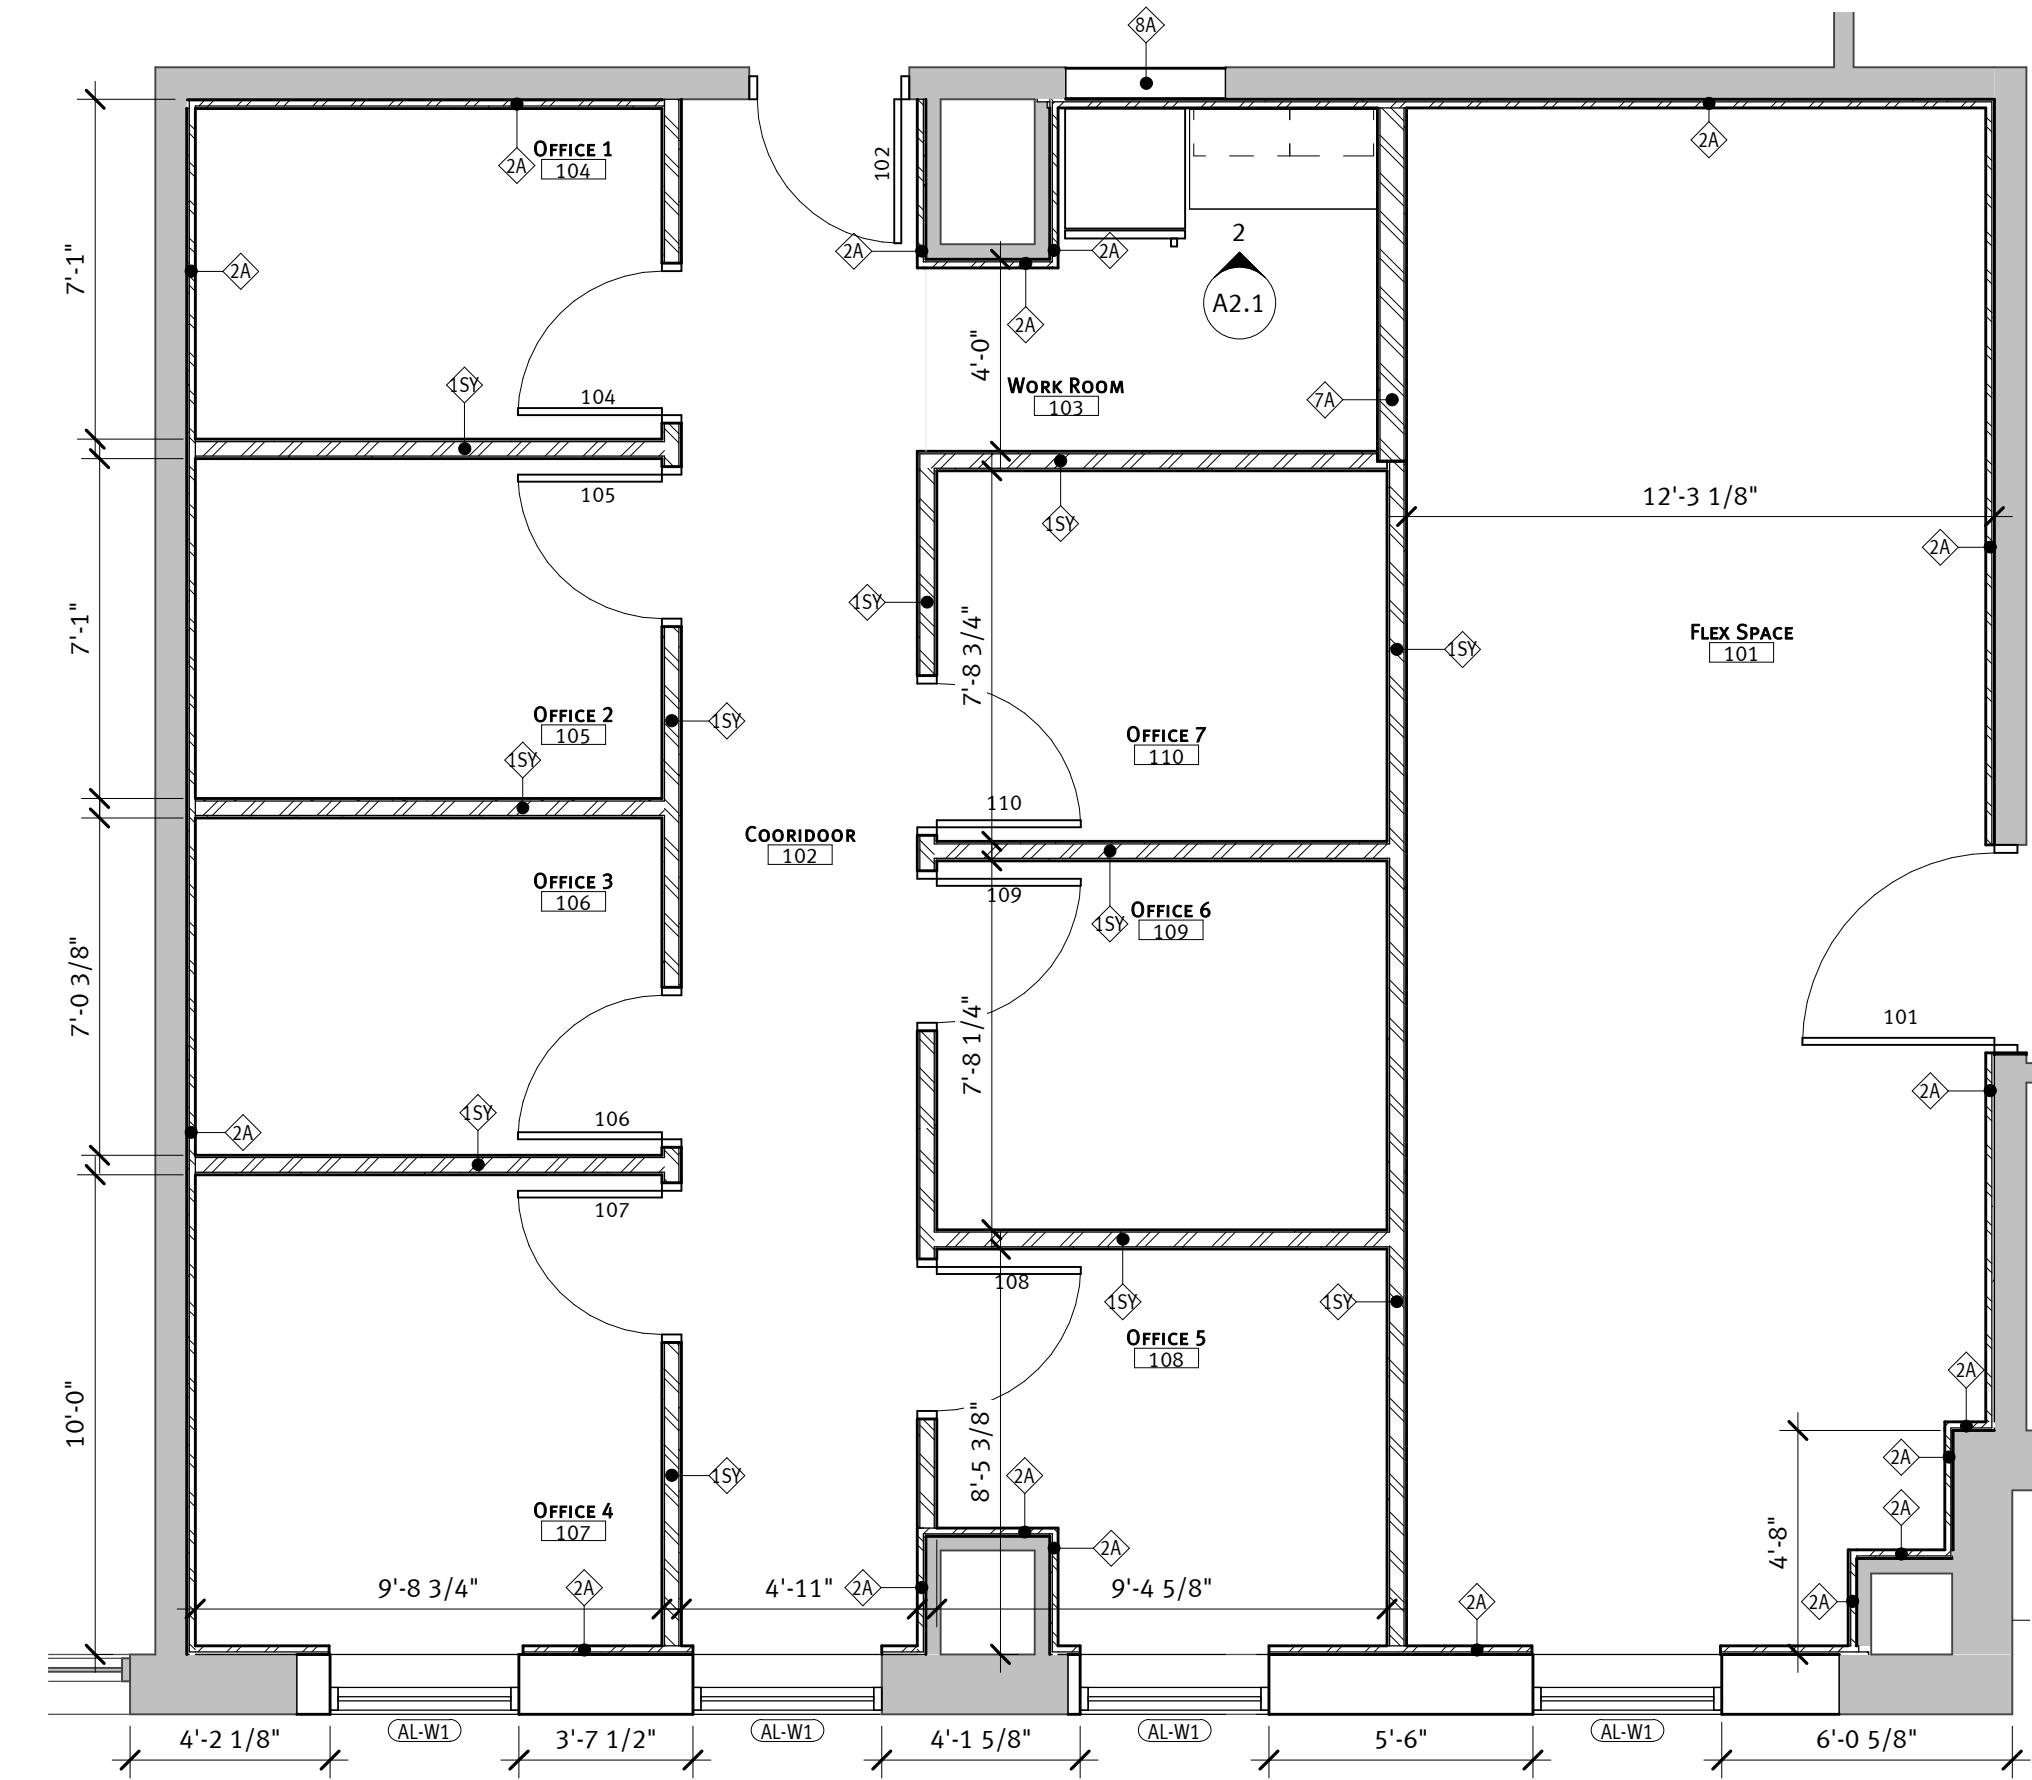 8A
OFFICE 1
104
2A
102
2A
2A
2A
2
A2.1
2A
7'-1"
2A
4'-0"
WORK ROOM
103
1SY
104
7A
105
12'-3 1/8"
1SY
2A
7'-1"
1SY
7'-8 3/4"
1SY
FLEX SPACE
101
OFFICE 2
105
1SY
1SY
OFFICE 7
110
110
COORIDOOR
102
OFFICE 3
106
109
1SY
OFFICE 6
109
7'-0 3/8"
7'-8 1/4"
101
2A
1SY
106
2A
107
108
1SY
1SY
OFFICE 5
108
2A
10'-0"
8'-5 3/8"
2A
1SY
2A
OFFICE 4
107
2A
2A
4'-8"
9'-8 3/4"
2A
4'-11"
2A
9'-4 5/8"
2A
2A
4'-2 1/8"
AL-W1
3'-7 1/2"
AL-W1
4'-1 5/8"
AL-W1
5'-6"
AL-W1
6'-0 5/8"